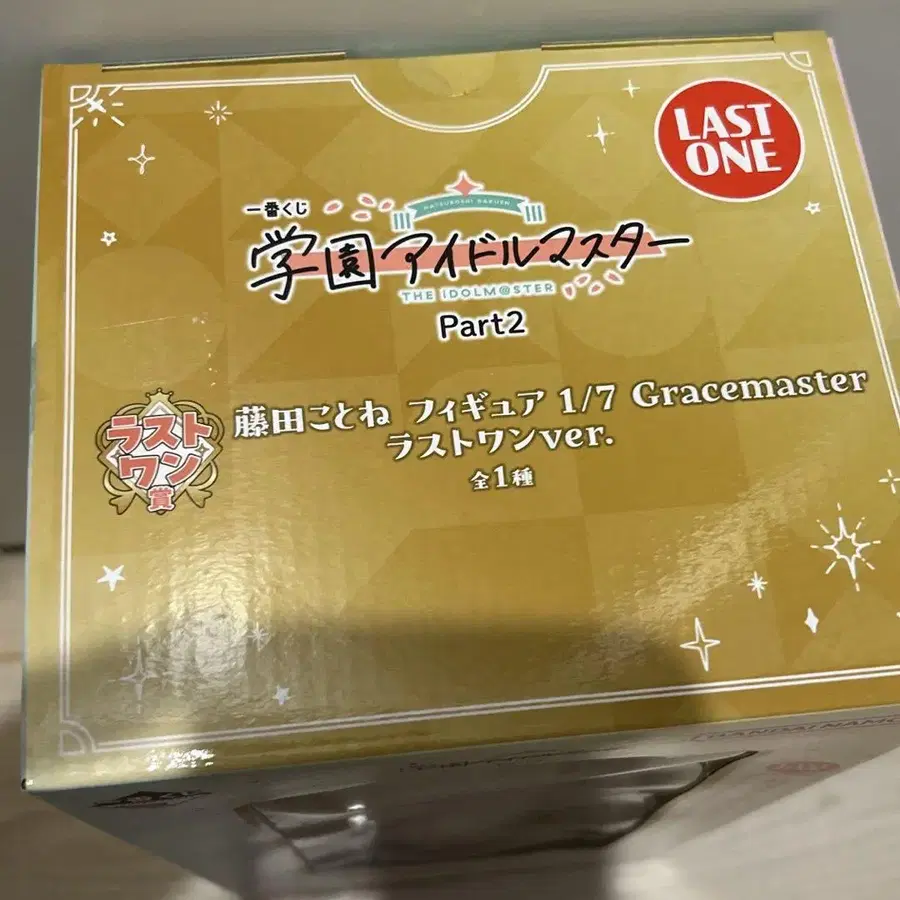 LAST
ONE
一番くじ
HATSUBOSHI GAKUEN
学園アイドルマスター
THE IDOLM@STER
Part2
ラスト
ワン
賞
藤田ことね フィギュア 1/7 Gracemaster
ラストワンver.
全1種
BANDAI NAMCO